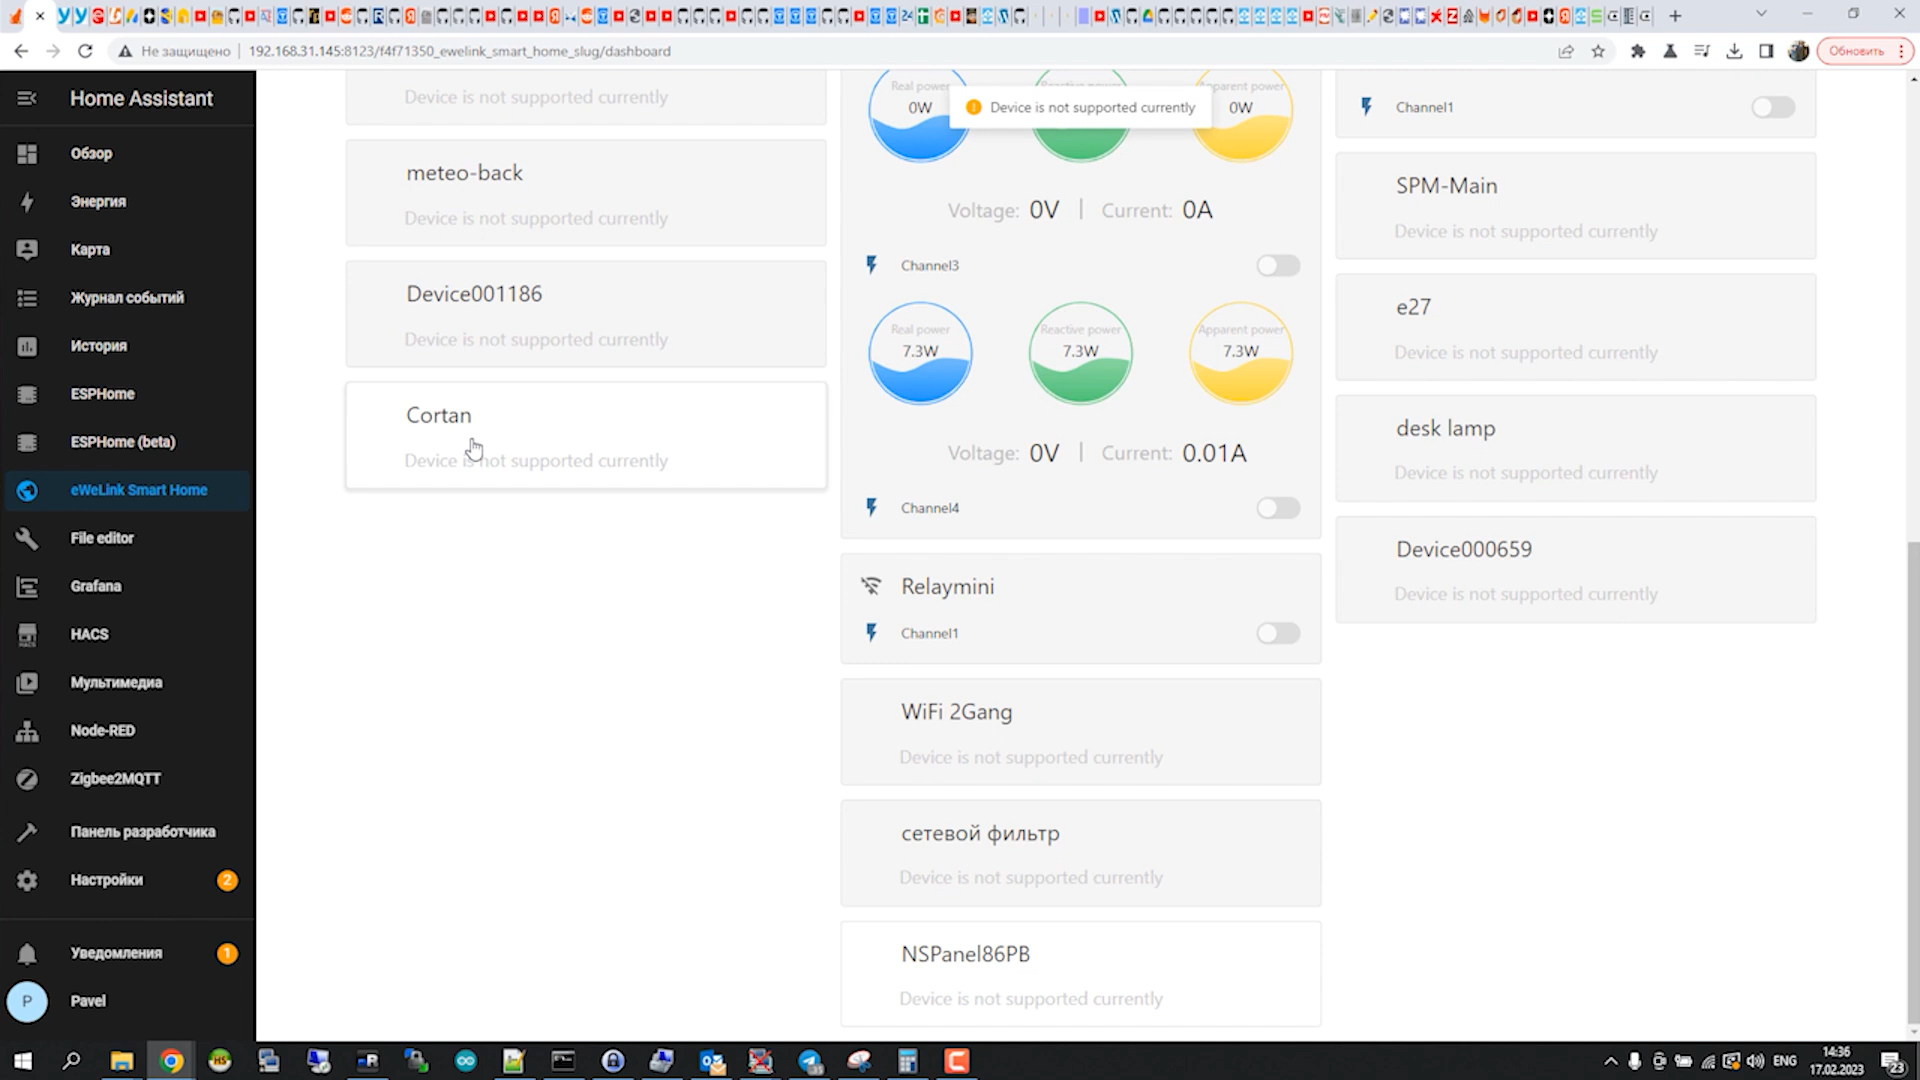 Не защищено
192.168.31.145:8123/f4f71350_ewelink_smart_home_slug/dashboard
Обновить
Home Assistant
Обзор
Энергия
Карта
Журнал событий
История
ESPHome
ESPHome (beta)
eWeLink Smart Home
File editor
Grafana
HACS
Мультимедиа
Node-RED
Zigbee2MQTT
Панель разработчика
Настройки 2
Уведомления 1
P Pavel
Device is not supported currently
meteo-back
Device is not supported currently
Device001186
Device is not supported currently
Cortan
Device is not supported currently
Device is not supported currently
Real power
0W
Apparent power
0W
Voltage: 0V | Current: 0A
Channel3
Real power
7.3W
Reactive power
7.3W
Apparent power
7.3W
Voltage: 0V | Current: 0.01A
Channel4
Relaymini
Channel1
WiFi 2Gang
Device is not supported currently
сетевой фильтр
Device is not supported currently
NSPanel86PB
Device is not supported currently
Channel1
SPM-Main
Device is not supported currently
e27
Device is not supported currently
desk lamp
Device is not supported currently
Device000659
Device is not supported currently
ENG
14:36
17.02.2023
23